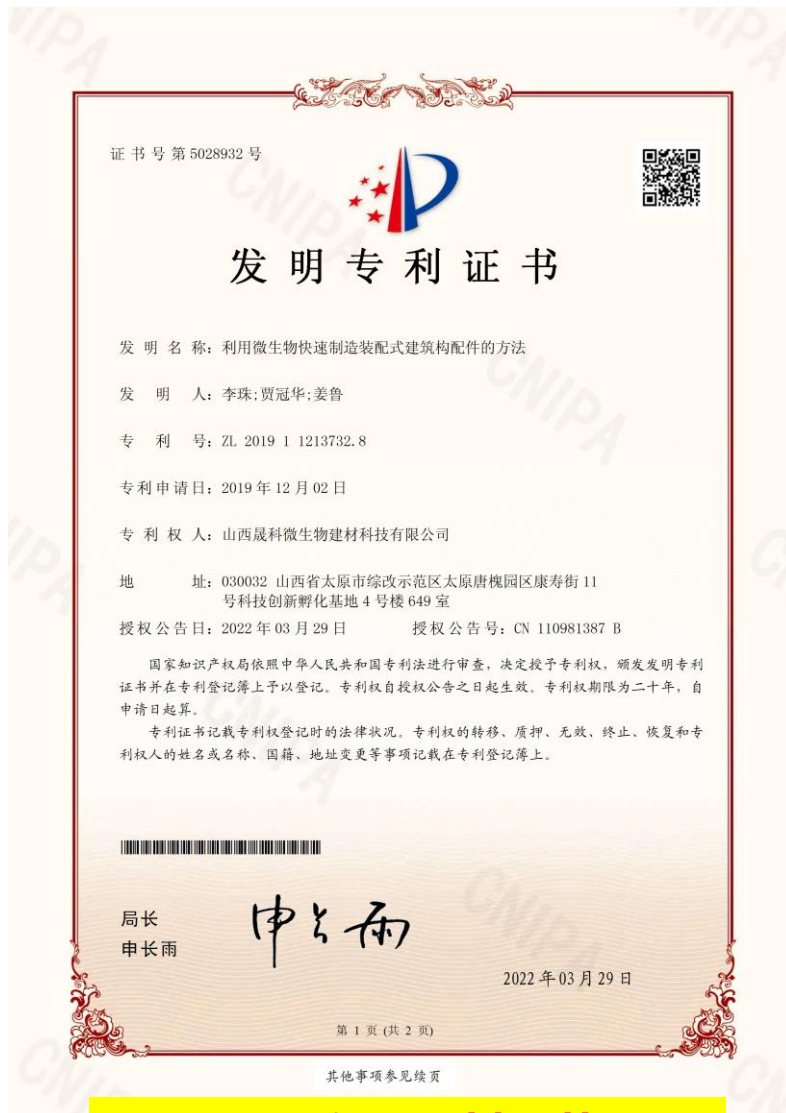 证书号第5028932号
发明专利证书
发明名称：利用微生物快速制造装配式建筑构配件的方法
发明人：李珠;贾冠华;姜鲁
专利号：ZL 2019 1 1213732.8
专利申请日：2019年12月02日
专利权人：山西晟科微生物建材科技有限公司
地址：030032 山西省太原市综改示范区太原唐槐园区康寿街11
号科技创新孵化基地4号楼649室
授权公告日：2022年03月29日 授权公告号：CN 110981387 B
国家知识产权局依照中华人民共和国专利法进行审查，决定授予专利权，颁发发明专利
证书并在专利登记簿上予以登记。专利权自授权公告之日起生效。专利权期限为二十年，自
申请日起算。
专利证书记载专利权登记时的法律状况。专利权的转移、质押、无效、终止、恢复和专
利权人的姓名或名称、国籍、地址变更等事项记载在专利登记簿上。
局长
申长雨
申长雨
2022年03月29日
第 1 页 (共 2 页)
其他事项参见续页
CNIPA
CNIPA
CNIPA
CNIPA